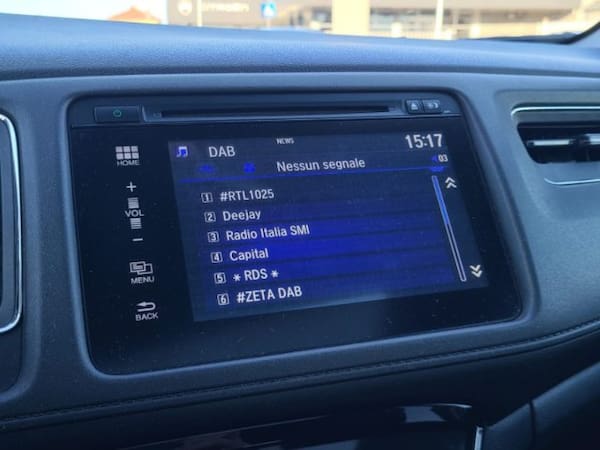 NEWS
DAB
15:17
Nessun segnale
03
1 #RTL1025
2 Deejay
3 Radio Italia SMI
4 Capital
5 * RDS *
6 #ZETA DAB
HOME
+
VOL
-
MENU
BACK